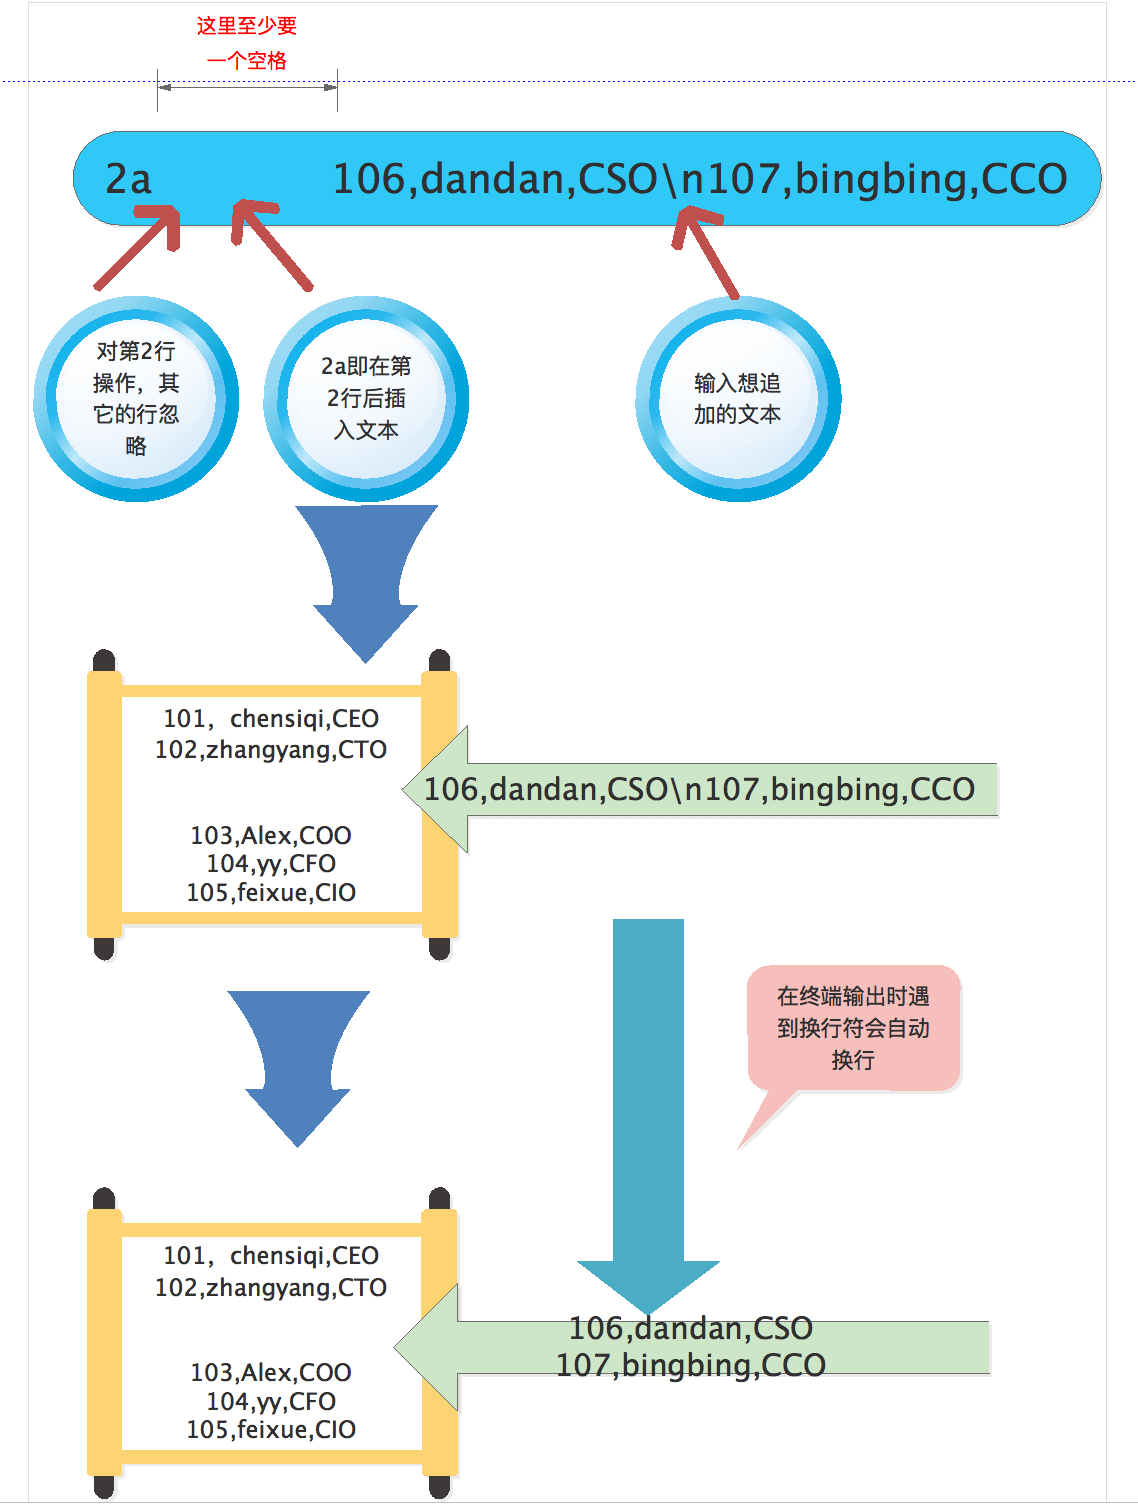 这里至少要
一个空格
2a 106,dandan,CSO\n107,bingbing,CCO
对第2行
操作，其
它的行忽
略
2a即在第
2行后插
入文本
输入想追
加的文本
101，chensiqi,CEO
102,zhangyang,CTO
106,dandan,CSO\n107,bingbing,CCO
103,Alex,COO
104,yy,CFO
105,feixue,CIO
在终端输出时遇
到换行符会自动
换行
101，chensiqi,CEO
102,zhangyang,CTO
106,dandan,CSO
107,bingbing,CCO
103,Alex,COO
104,yy,CFO
105,feixue,CIO